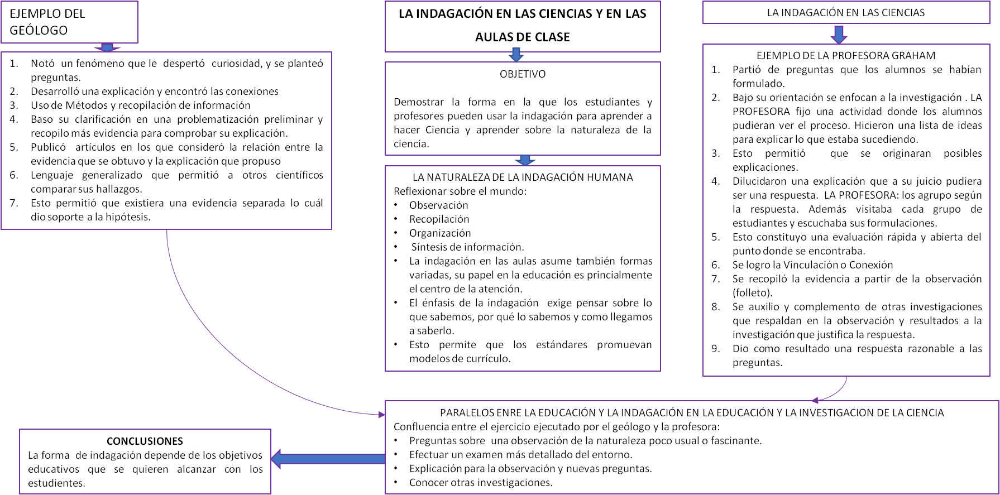 EJEMPLO DEL
GEÓLOGO
1. Notó un fenómeno que le despertó curiosidad, y se planteó
preguntas.
2. Desarrolló una explicación y encontró las conexiones
3. Uso de Métodos y recopilación de información
4. Baso su clarificación en una problematización preliminar y
recopilo más evidencia para comprobar su explicación.
5. Publicó artículos en los que consideró la relación entre la
evidencia que se obtuvo y la explicación que propuso
6. Lenguaje generalizado que permitió a otros científicos
comparar sus hallazgos.
7. Esto permitió que existiera una evidencia separada lo cuál
dio soporte a la hipótesis.
LA INDAGACIÓN EN LAS CIENCIAS Y EN LAS
AULAS DE CLASE
OBJETIVO
Demostrar la forma en la que los estudiantes y
profesores pueden usar la indagación para aprender a
hacer Ciencia y aprender sobre la naturaleza de la
ciencia.
LA NATURALEZA DE LA INDAGACIÓN HUMANA
Reflexionar sobre el mundo:
• Observación
• Recopilación
• Organización
• Síntesis de información.
• La indagación en las aulas asume también formas
variadas, su papel en la educación es princialmente
el centro de la atención.
• El énfasis de la indagación exige pensar sobre lo
que sabemos, por qué lo sabemos y como llegamos
a saberlo.
• Esto permite que los estándares promuevan
modelos de currículo.
LA INDAGACIÓN EN LAS CIENCIAS
EJEMPLO DE LA PROFESORA GRAHAM
1. Partió de preguntas que los alumnos se habían
formulado.
2. Bajo su orientación se enfocan a la investigación . LA
PROFESORA fijo una actividad donde los alumnos
pudieran ver el proceso. Hicieron una lista de ideas
para explicar lo que estaba sucediendo.
3. Esto permitió que se originaran posibles
explicaciones.
4. Dilucidaron una explicación que a su juicio pudiera
ser una respuesta. LA PROFESORA: los agrupo según
la respuesta. Además visitaba cada grupo de
estudiantes y escuchaba sus formulaciones.
5. Esto constituyo una evaluación rápida y abierta del
punto donde se encontraba.
6. Se logro la Vinculación o Conexión
7. Se recopiló la evidencia a partir de la observación
(folleto).
8. Se auxilio y complemento de otras investigaciones
que respaldan en la observación y resultados a la
investigación que justifica la respuesta.
9. Dio como resultado una respuesta razonable a las
preguntas.
PARALELOS ENRE LA EDUCACIÓN Y LA INDAGACIÓN EN LA EDUCACIÓN Y LA INVESTIGACION DE LA CIENCIA
Confluencia entre el ejercicio ejecutado por el geólogo y la profesora:
• Preguntas sobre una observación de la naturaleza poco usual o fascinante.
• Efectuar un examen más detallado del entorno.
• Explicación para la observación y nuevas preguntas.
• Conocer otras investigaciones.
CONCLUSIONES
La forma de indagación depende de los objetivos
educativos que se quieren alcanzar con los
estudientes.